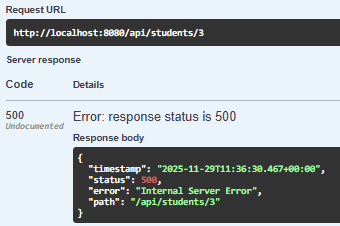 Request URL
http://localhost:8080/api/students/3
Server response
Code Details
500 Error: response status is 500
Undocumented
Response body
{
  "timestamp": "2025-11-29T11:36:30.467+00:00",
  "status": 500,
  "error": "Internal Server Error",
  "path": "/api/students/3"
}